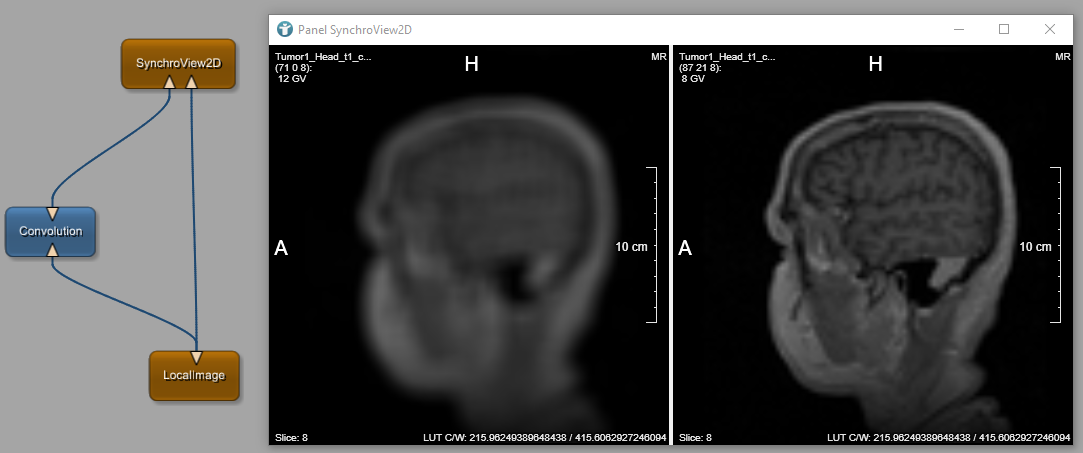 SynchroView2D
Convolution
LocalImage
Panel SynchroView2D
Tumor1_Head_t1_c...
(71 0 8):
12 GV
H
MR
A
10 cm
Slice: 8
LUT C/W: 215.96249389648438 / 415.6062927246094
Tumor1_Head_t1_c...
(87 21 8):
8 GV
H
MR
A
10 cm
Slice: 8
LUT C/W: 215.96249389648438 / 415.6062927246094